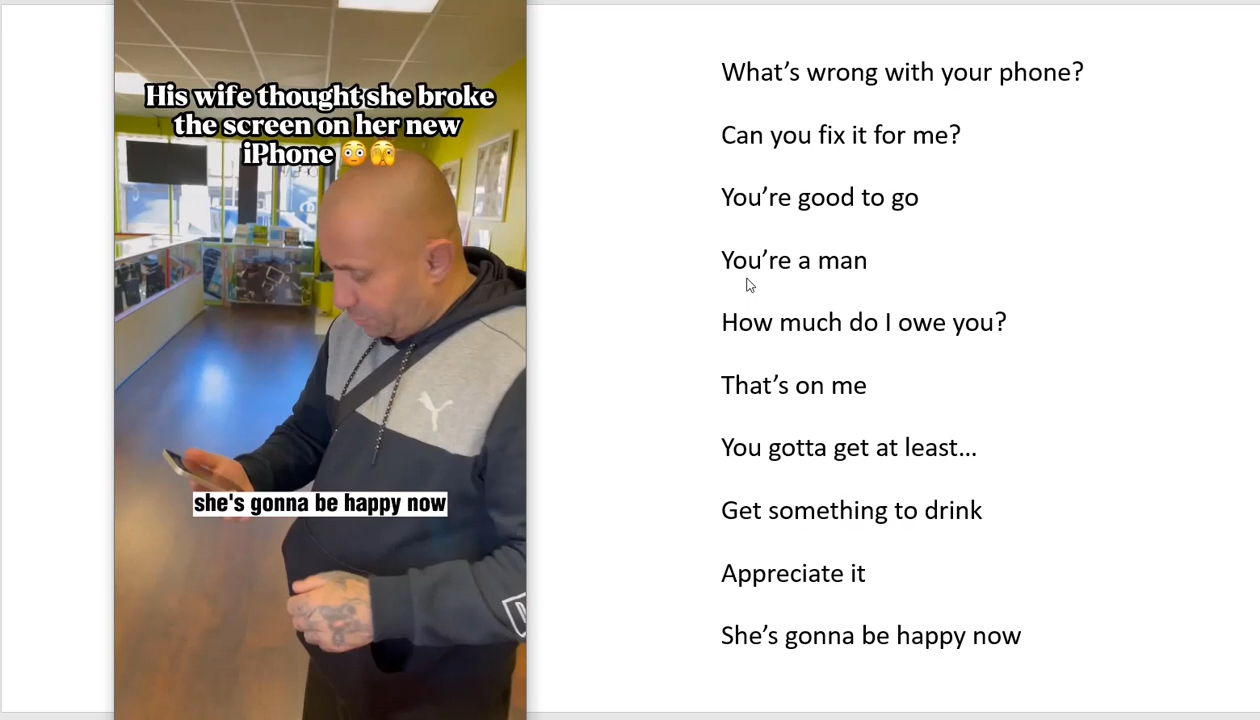 His wife thought she broke
the screen on her new
iPhone 😳🫣
she's gonna be happy now
What’s wrong with your phone?
Can you fix it for me?
You’re good to go
You’re a man
How much do I owe you?
That’s on me
You gotta get at least…
Get something to drink
Appreciate it
She’s gonna be happy now